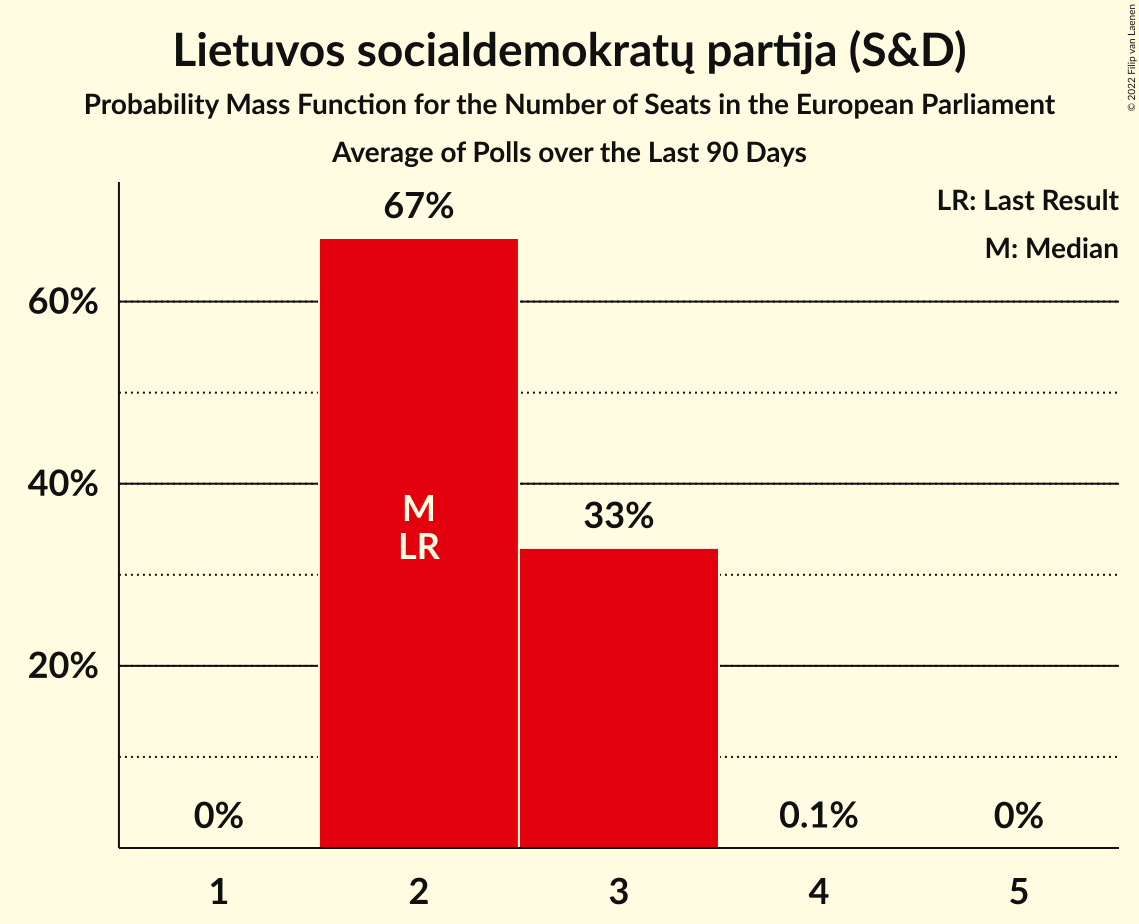 Lietuvos socialdemokratų partija (S&D)
Probability Mass Function for the Number of Seats in the European Parliament
Average of Polls over the Last 90 Days
© 2022 Filip van Laenen
LR: Last Result
M: Median
67%
60%
40%
M
LR
33%
20%
0%
0.1%
0%
1
2
3
4
5